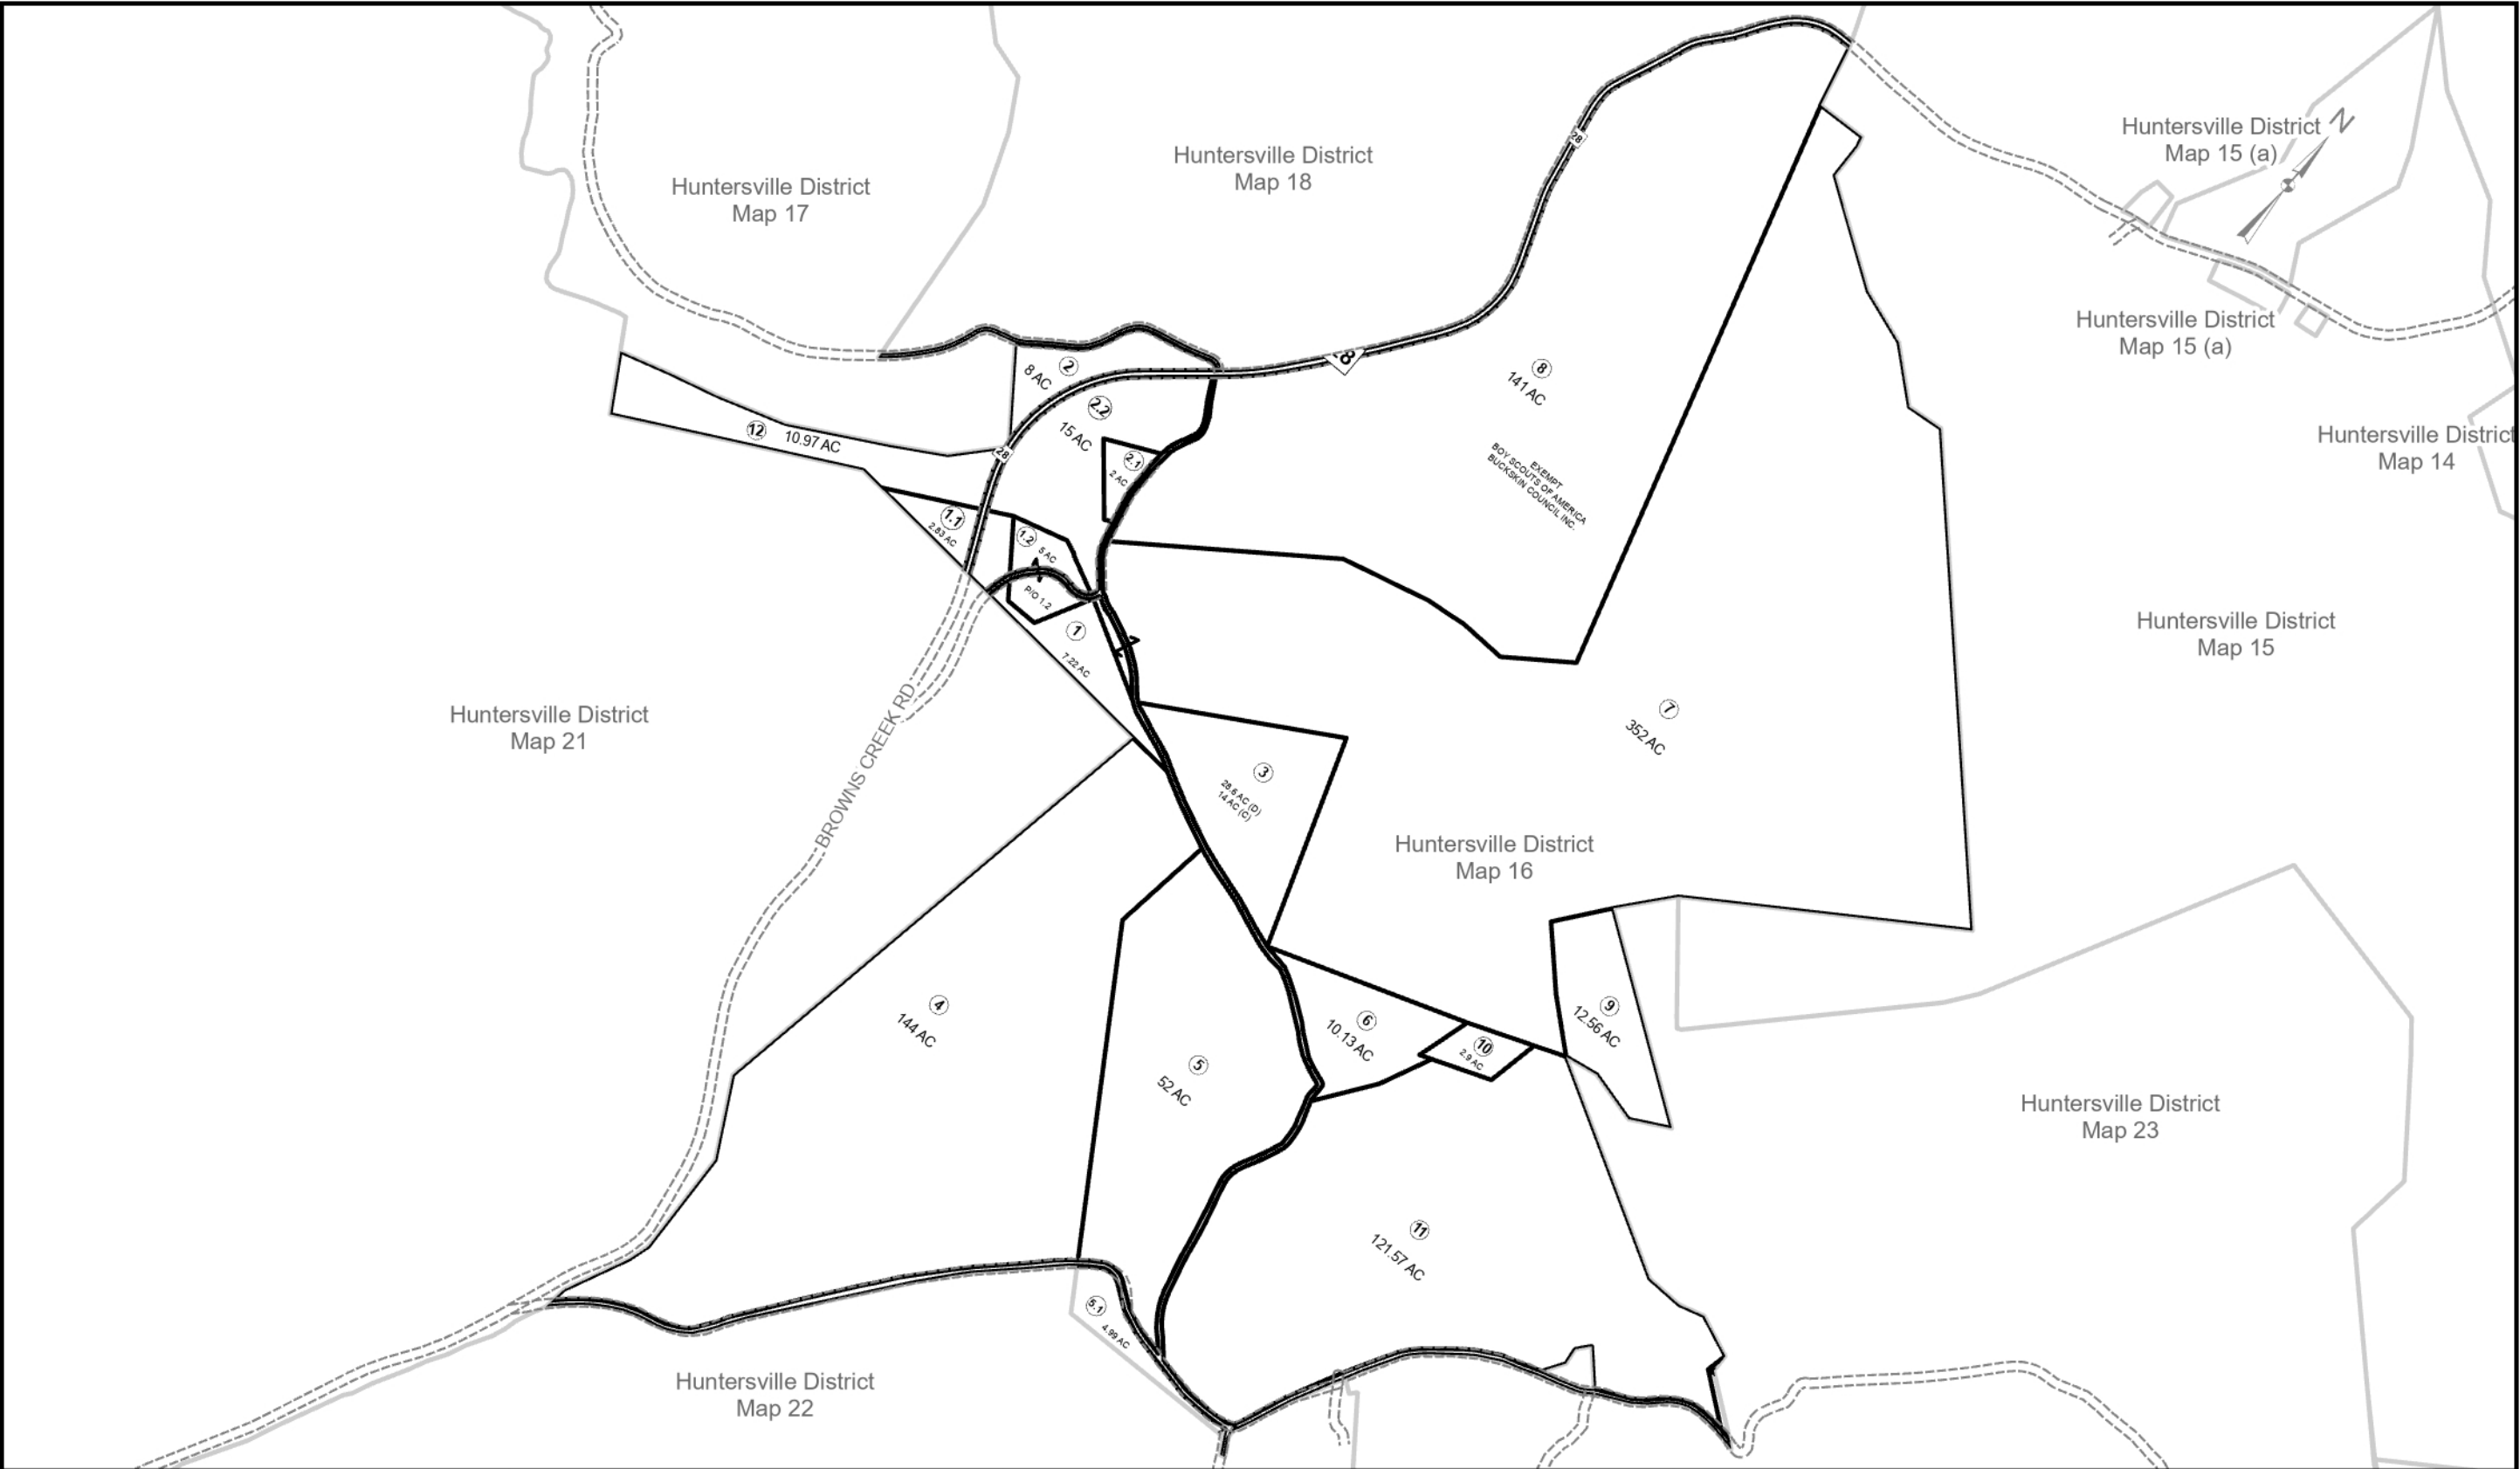 Huntersville District
Map 15 (a)
N
28
Huntersville District
Map 18
Huntersville District
Map 17
Huntersville District
Map 15 (a)
8
2
8 AC
8
141 AC
2.2
15 AC
12
10.97 AC
28
2.1
2 AC
Huntersville District
Map 14
EXEMPT
BOY SCOUTS OF AMERICA
BUCKSKIN COUNCIL INC.
1.1
2.83 AC
1.2
5 AC
P/O 1.2
1
7.22 AC
Huntersville District
Map 15
Huntersville District
Map 21
BROWNS CREEK RD
7
352 AC
3
28.6 AC (D)
14 AC (C)
Huntersville District
Map 16
4
144 AC
5
52 AC
6
10.13 AC
10
2.9 AC
9
12.56 AC
Huntersville District
Map 23
11
121.57 AC
5.1
4.99 AC
Huntersville District
Map 22